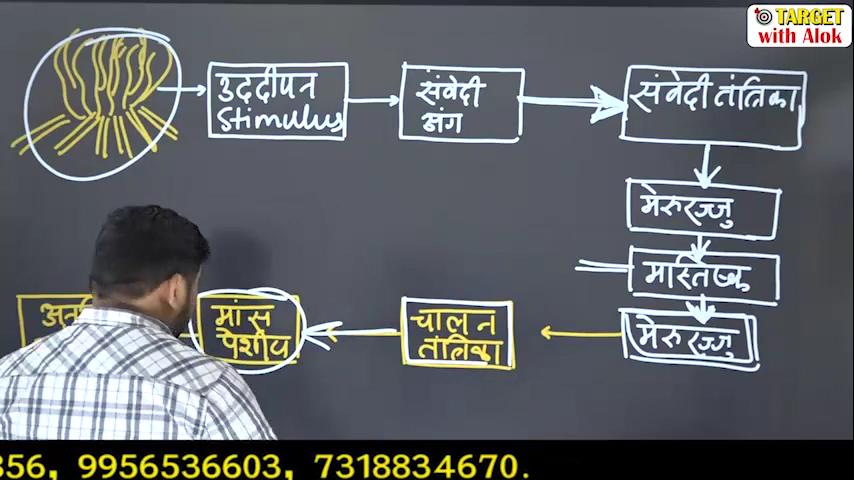 TARGET
with Alok
उद्दीपन
Stimulus
संवेदी
अंग
संवेदी तंत्रिका
मेरुरज्जु
मस्तिष्क
मेरुरज्जु
चालन
तंत्रिका
मांस
पेशीय
856, 9956536603, 7318834670.